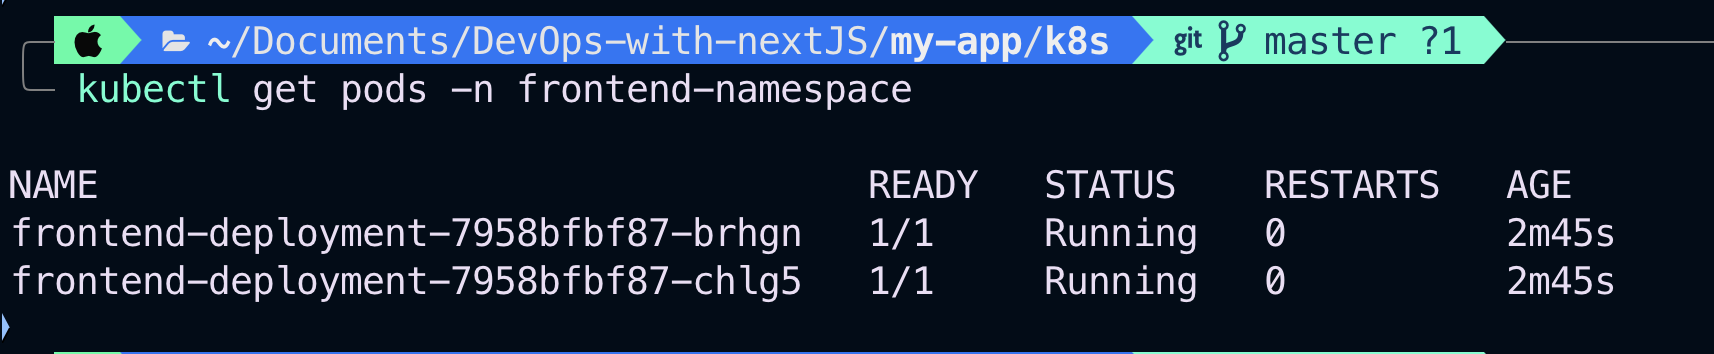 ~/Documents/DevOps-with-nextJS/my-app/k8s git master ?1
kubectl get pods -n frontend-namespace
NAME READY STATUS RESTARTS AGE
frontend-deployment-7958bfbf87-brhgn 1/1 Running 0 2m45s
frontend-deployment-7958bfbf87-chlg5 1/1 Running 0 2m45s